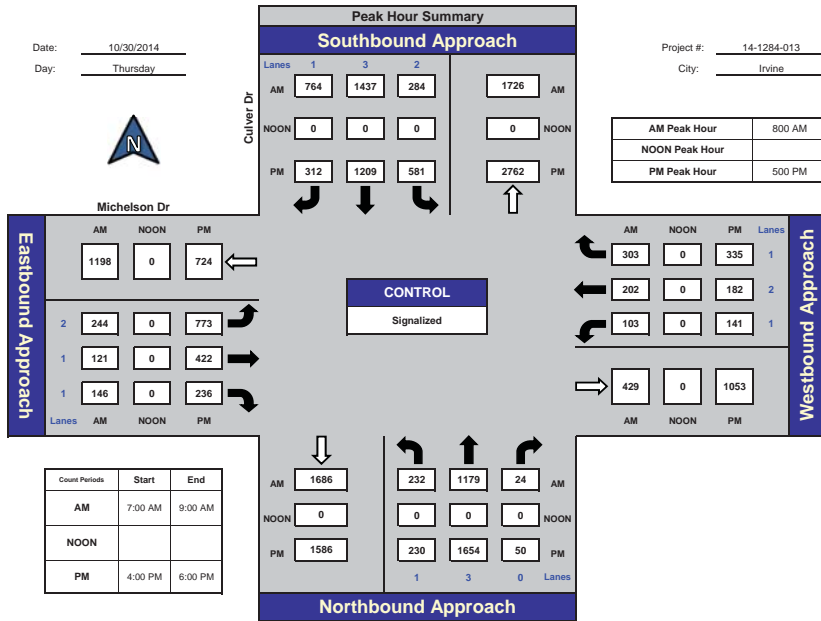 Peak Hour Summary
Southbound Approach
Date: 10/30/2014
Day: Thursday
Project #: 14-1284-013
City: Irvine
Lanes 1 3 2
AM 764 1437 284 1726 AM
NOON 0 0 0 0 NOON
PM 312 1209 581 2762 PM
Culver Dr
N
AM Peak Hour 800 AM
NOON Peak Hour
PM Peak Hour 500 PM
Michelson Dr
Eastbound Approach
AM NOON PM
1198 0 724
2 244 0 773
1 121 0 422
1 146 0 236
Lanes AM NOON PM
CONTROL
Signalized
AM NOON PM Lanes
303 0 335 1
202 0 182 2
103 0 141 1
429 0 1053
AM NOON PM
Westbound Approach
Count Periods Start End
AM 7:00 AM 9:00 AM
NOON
PM 4:00 PM 6:00 PM
AM 1686 232 1179 24 AM
NOON 0 0 0 0 NOON
PM 1586 230 1654 50 PM
1 3 0 Lanes
Northbound Approach